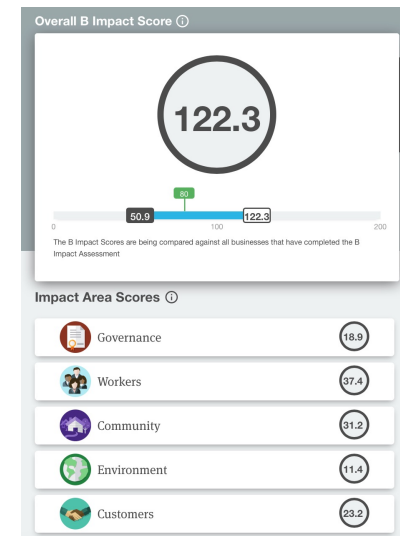 Overall B Impact Score
122.3
80
50.9 122.3
0 100 200
The B Impact Scores are being compared against all businesses that have completed the B
Impact Assessment
Impact Area Scores
Governance 18.9
Workers 37.4
Community 31.2
Environment 11.4
Customers 23.2